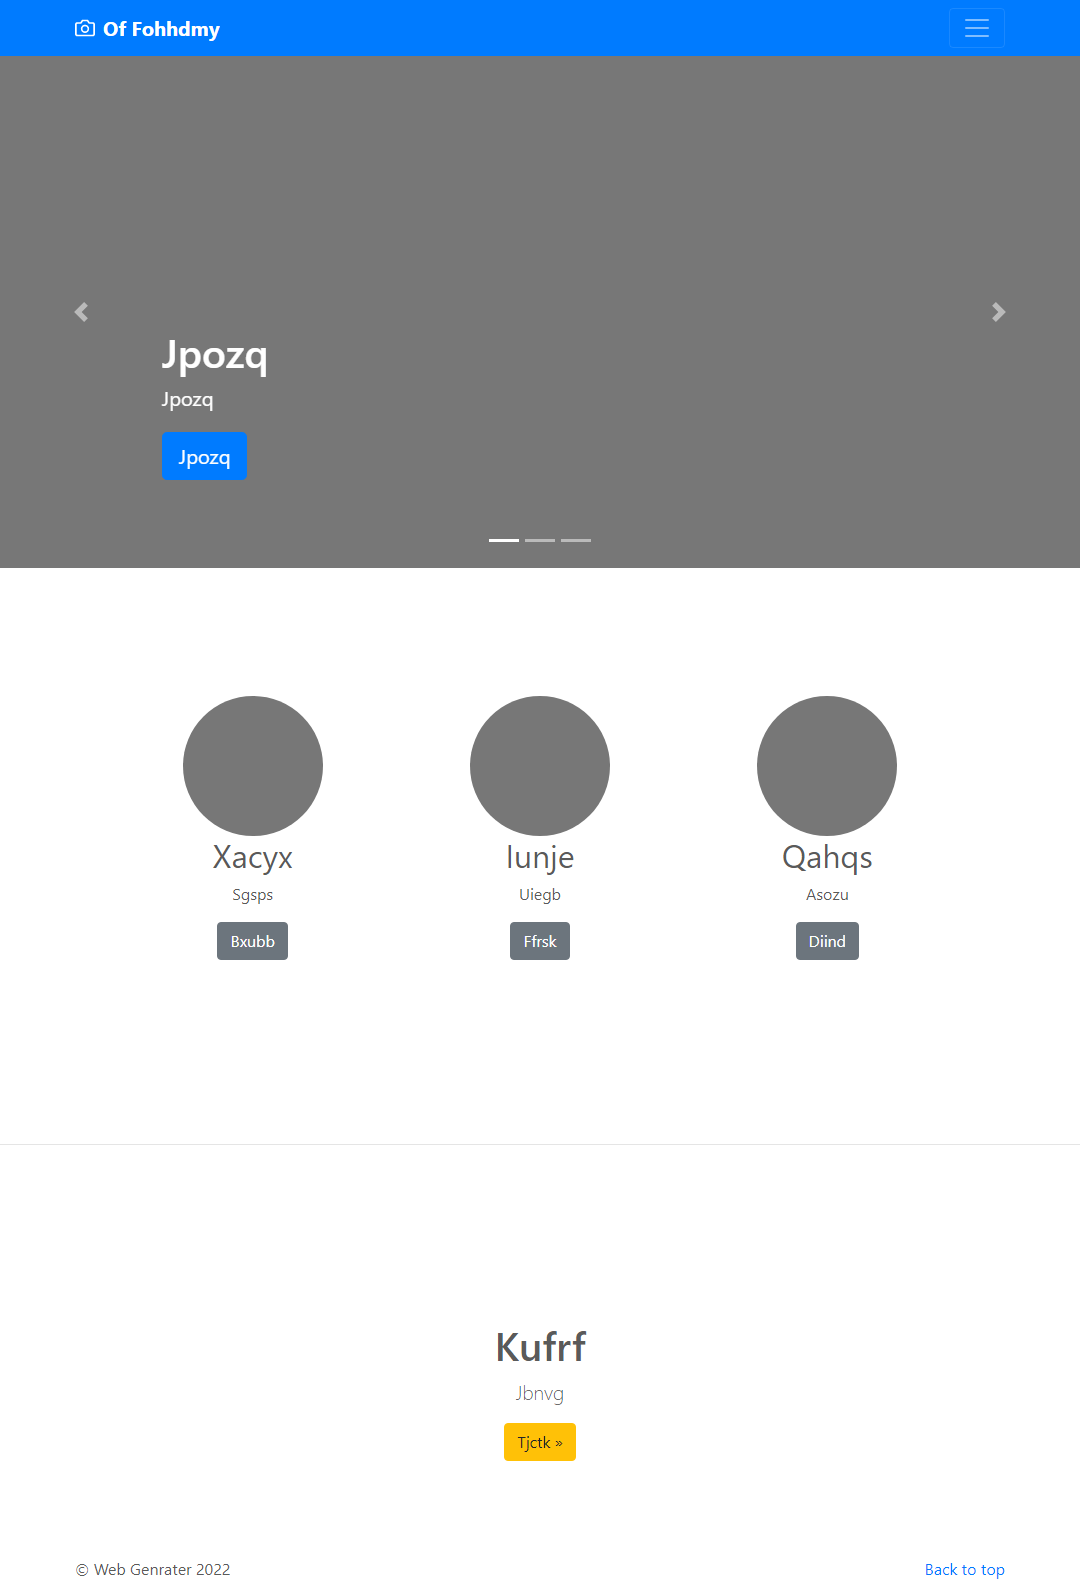 Of Fohhdmy
Jpozq
Jpozq
Jpozq
Xacyx
Iunje
Qahqs
Sgsps
Uiegb
Asozu
Bxubb
Ffrsk
Diind
Kufrf
Jbnvg
Tjctk »
© Web Genrater 2022
Back to top